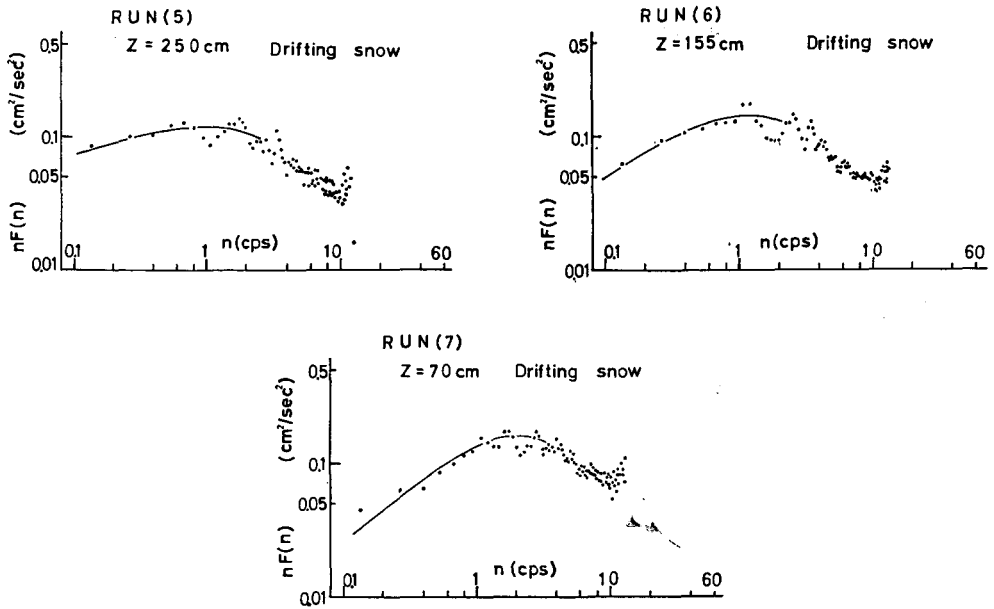 RUN(5)
Z = 250 cm Drifting snow
nF(n) (cm²/sec²)
0.5
0.1
0.05
0.01
0.1 1 n(cps) 10 60
RUN(6)
Z = 155 cm Drifting snow
nF(n) (cm²/sec²)
0.5
0.1
0.05
0.01
0.1 1 n(cps) 10 60
RUN(7)
Z = 70 cm Drifting snow
nF(n) (cm²/sec²)
0.5
0.1
0.05
0.01
0.1 1 n(cps) 10 60